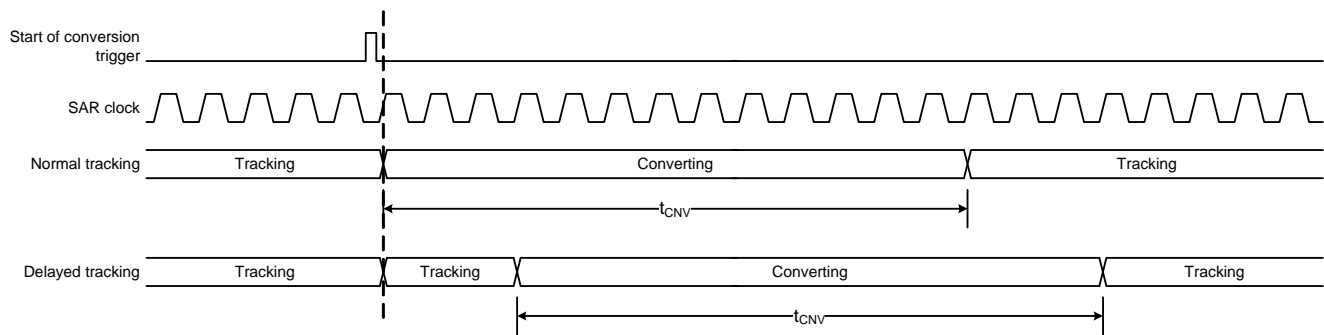 Start of conversion
trigger
SAR clock
Normal tracking
Tracking
Converting
Tracking
tCNV
Delayed tracking
Tracking
Tracking
Converting
Tracking
tCNV